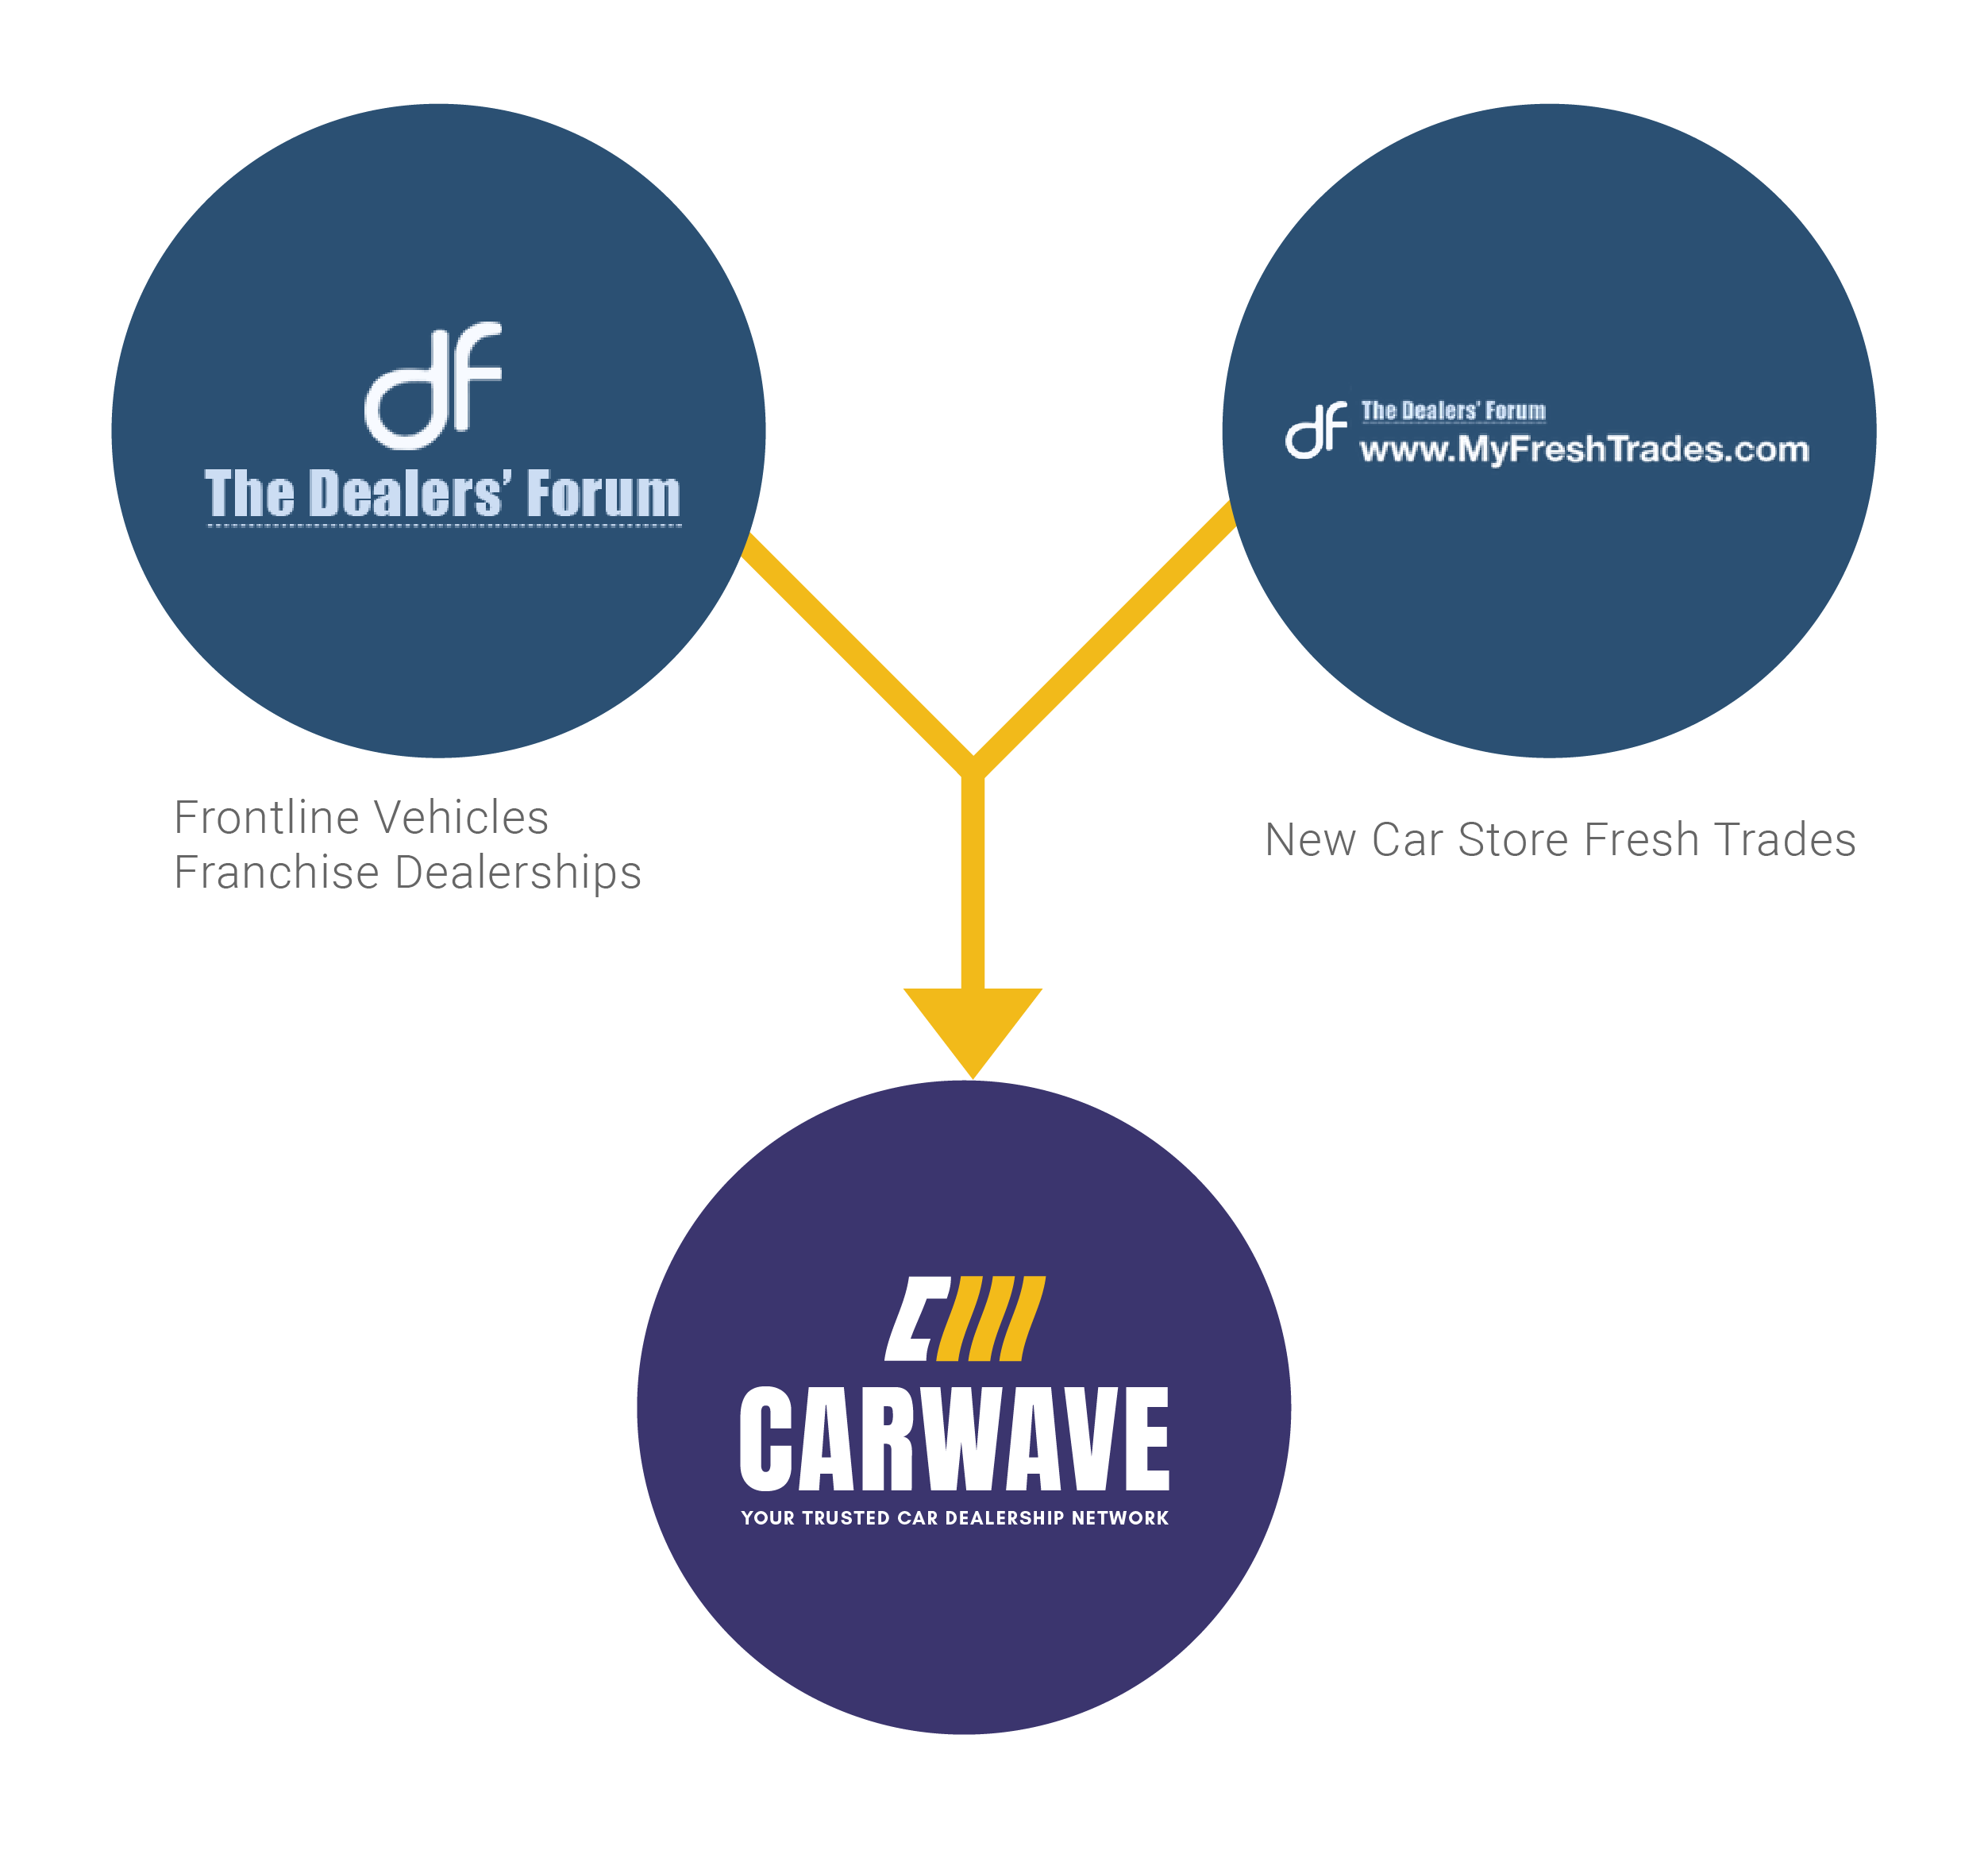 df
The Dealers' Forum
df
The Dealers' Forum
www.MyFreshTrades.com
Frontline Vehicles
Franchise Dealerships
New Car Store Fresh Trades
CARWAVE
YOUR TRUSTED CAR DEALERSHIP NETWORK